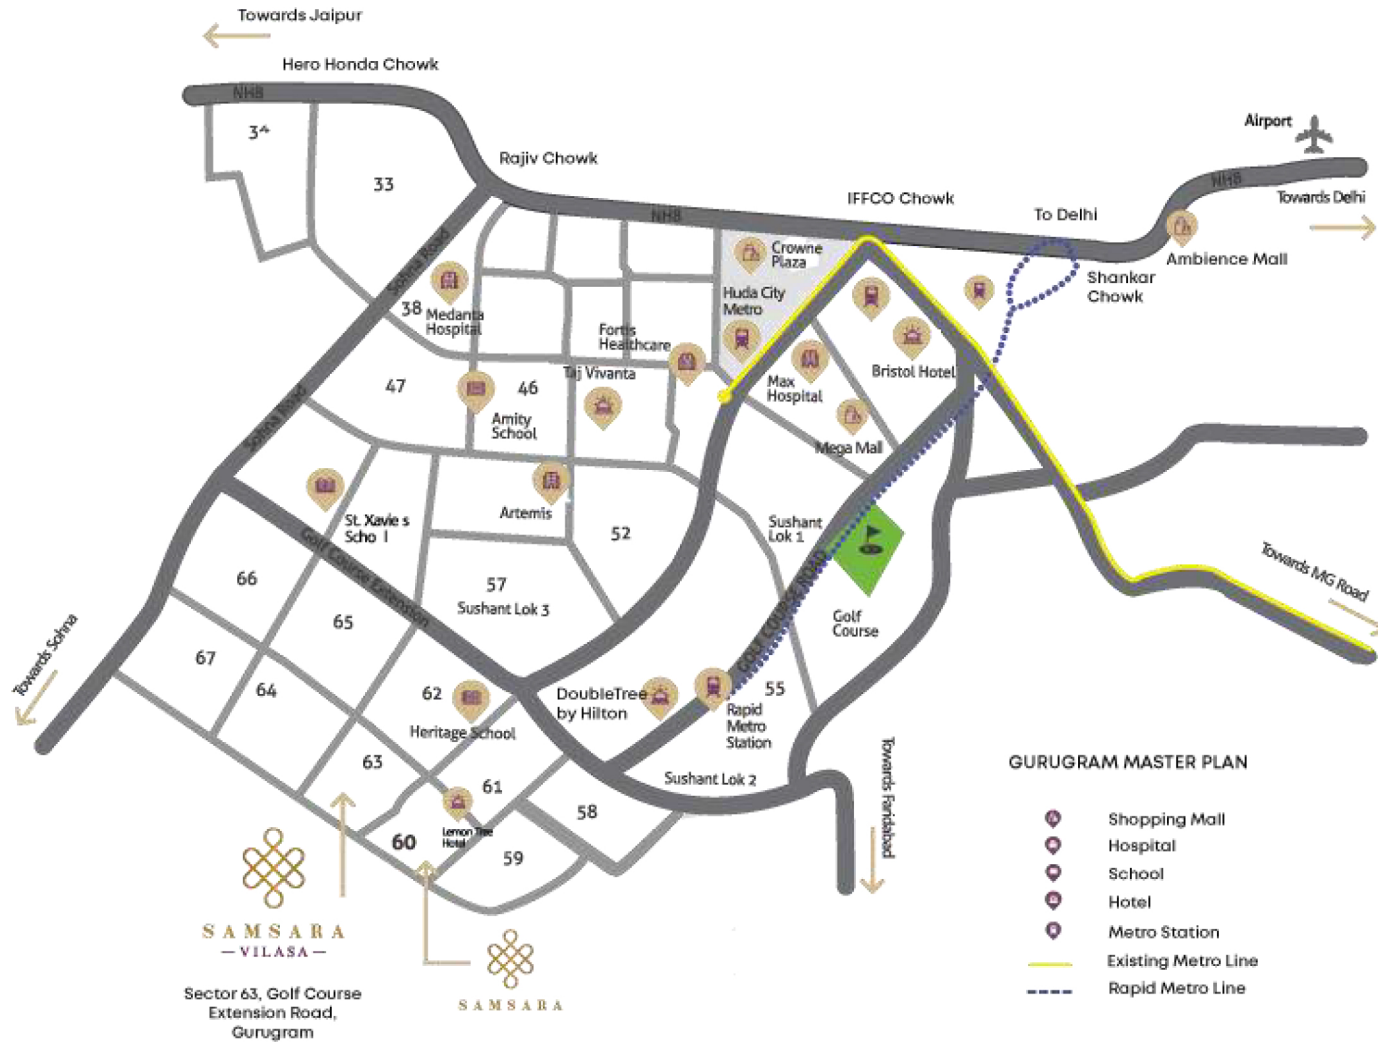 Towards Jaipur
Hero Honda Chowk
NH8
Rajiv Chowk
33
Airport
IFFCO Chowk
NH8
Towards Delhi
To Delhi
NH8
Ambience Mall
Shankar
Chowk
Sohna Road
Crowne
Plaza
Huda City
Metro
38
Medanta
Hospital
Fortis
Healthcare
Taj Vivanta
Bristol Hotel
Max
Hospital
47
46
Amity
School
Mega Mall
Sohna Road
St. Xavie s
Scho l
Artemis
52
Sushant
Lok 1
Golf Course Extension
66
57
Sushant Lok 3
65
GOLF COURSE ROAD
Golf
Course
Towards MG Road
Towards Sohna
67
64
62
Heritage School
DoubleTree
by Hilton
55
Rapid
Metro
Station
63
61
Sushant Lok 2
Towards Faridabad
58
Lemon Tree
Hotel
60
59
SAMSARA
—VILASA—
Sector 63, Golf Course
Extension Road,
Gurugram
SAMSARA
GURUGRAM MASTER PLAN
Shopping Mall
Hospital
School
Hotel
Metro Station
Existing Metro Line
Rapid Metro Line